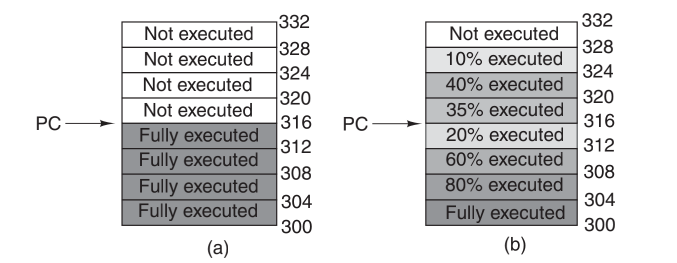 332
Not executed
328
Not executed
324
Not executed
320
Not executed
PC
316
Fully executed
312
Fully executed
308
Fully executed
304
Fully executed
300
(a)
332
Not executed
328
10% executed
324
40% executed
320
35% executed
PC
316
20% executed
312
60% executed
308
80% executed
304
Fully executed
300
(b)